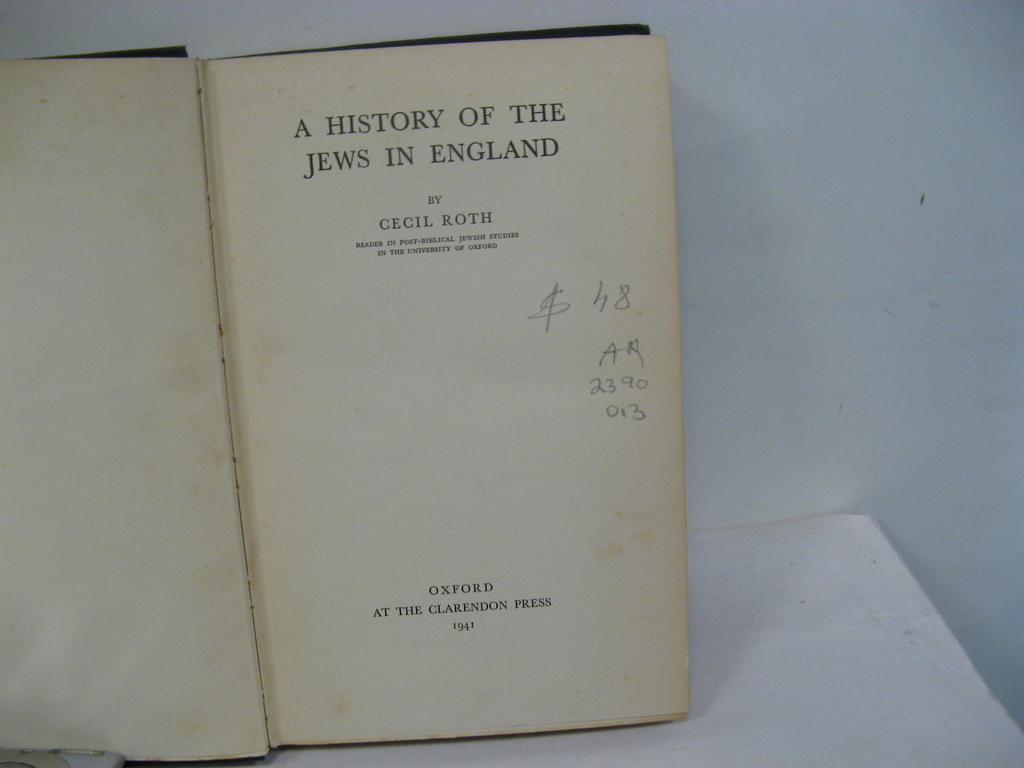 A HISTORY OF THE
JEWS IN ENGLAND
BY
CECIL ROTH
READER IN POST-BIBLICAL JEWISH STUDIES
IN THE UNIVERSITY OF OXFORD
$ 48
AA
2390
013
OXFORD
AT THE CLARENDON PRESS
1941